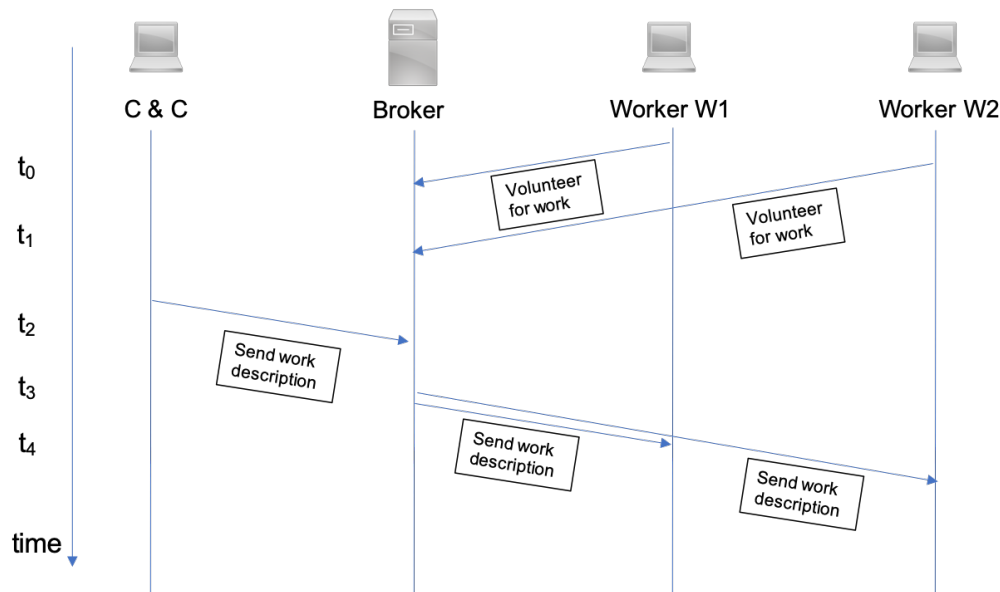 C & C
Broker
Worker W1
Worker W2
t₀
Volunteer
for work
Volunteer
for work
t₁
t₂
Send work
description
t₃
t₄
Send work
description
Send work
description
time